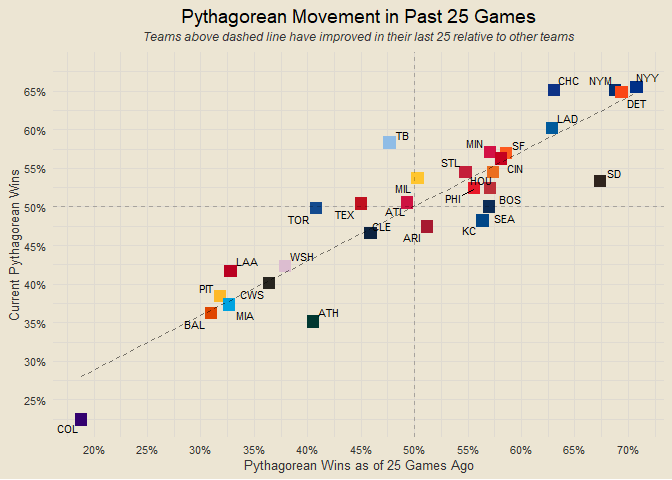 Pythagorean Movement in Past 25 Games
Teams above dashed line have improved in their last 25 relative to other teams
Current Pythagorean Wins
65%
60%
55%
50%
45%
40%
35%
30%
25%
CHC
NYM
NYY
DET
LAD
TB
MIN
SF
STL
CIN
HOU
SD
MIL
PHI
BOS
TOR
TEX
ATL
SEA
CLE
KC
ARI
WSH
LAA
PIT
CWS
MIA
BAL
ATH
COL
20%
25%
30%
35%
40%
45%
50%
55%
60%
65%
70%
Pythagorean Wins as of 25 Games Ago